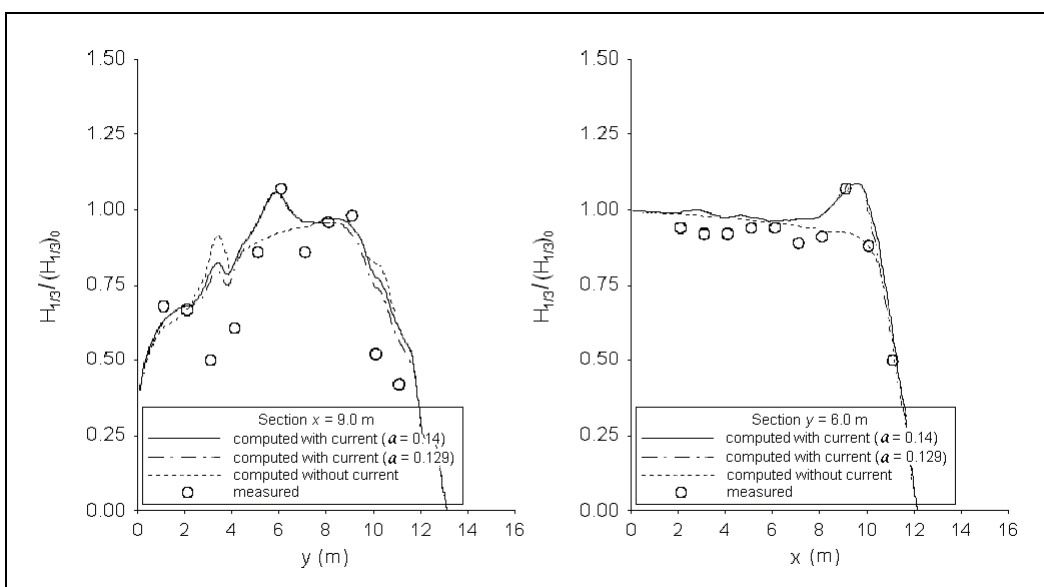 1.50
1.25
1.00
0.75
0.50
0.25
0.00
H1/3/(H1/3)0
Section x = 9.0 m
computed with current (a = 0.14)
computed with current (a = 0.129)
computed without current
measured
0 2 4 6 8 10 12 14 16
y (m)
1.50
1.25
1.00
0.75
0.50
0.25
0.00
H1/3/(H1/3)0
Section y = 6.0 m
computed with current (a = 0.14)
computed with current (a = 0.129)
computed without current
measured
0 2 4 6 8 10 12 14 16
x (m)